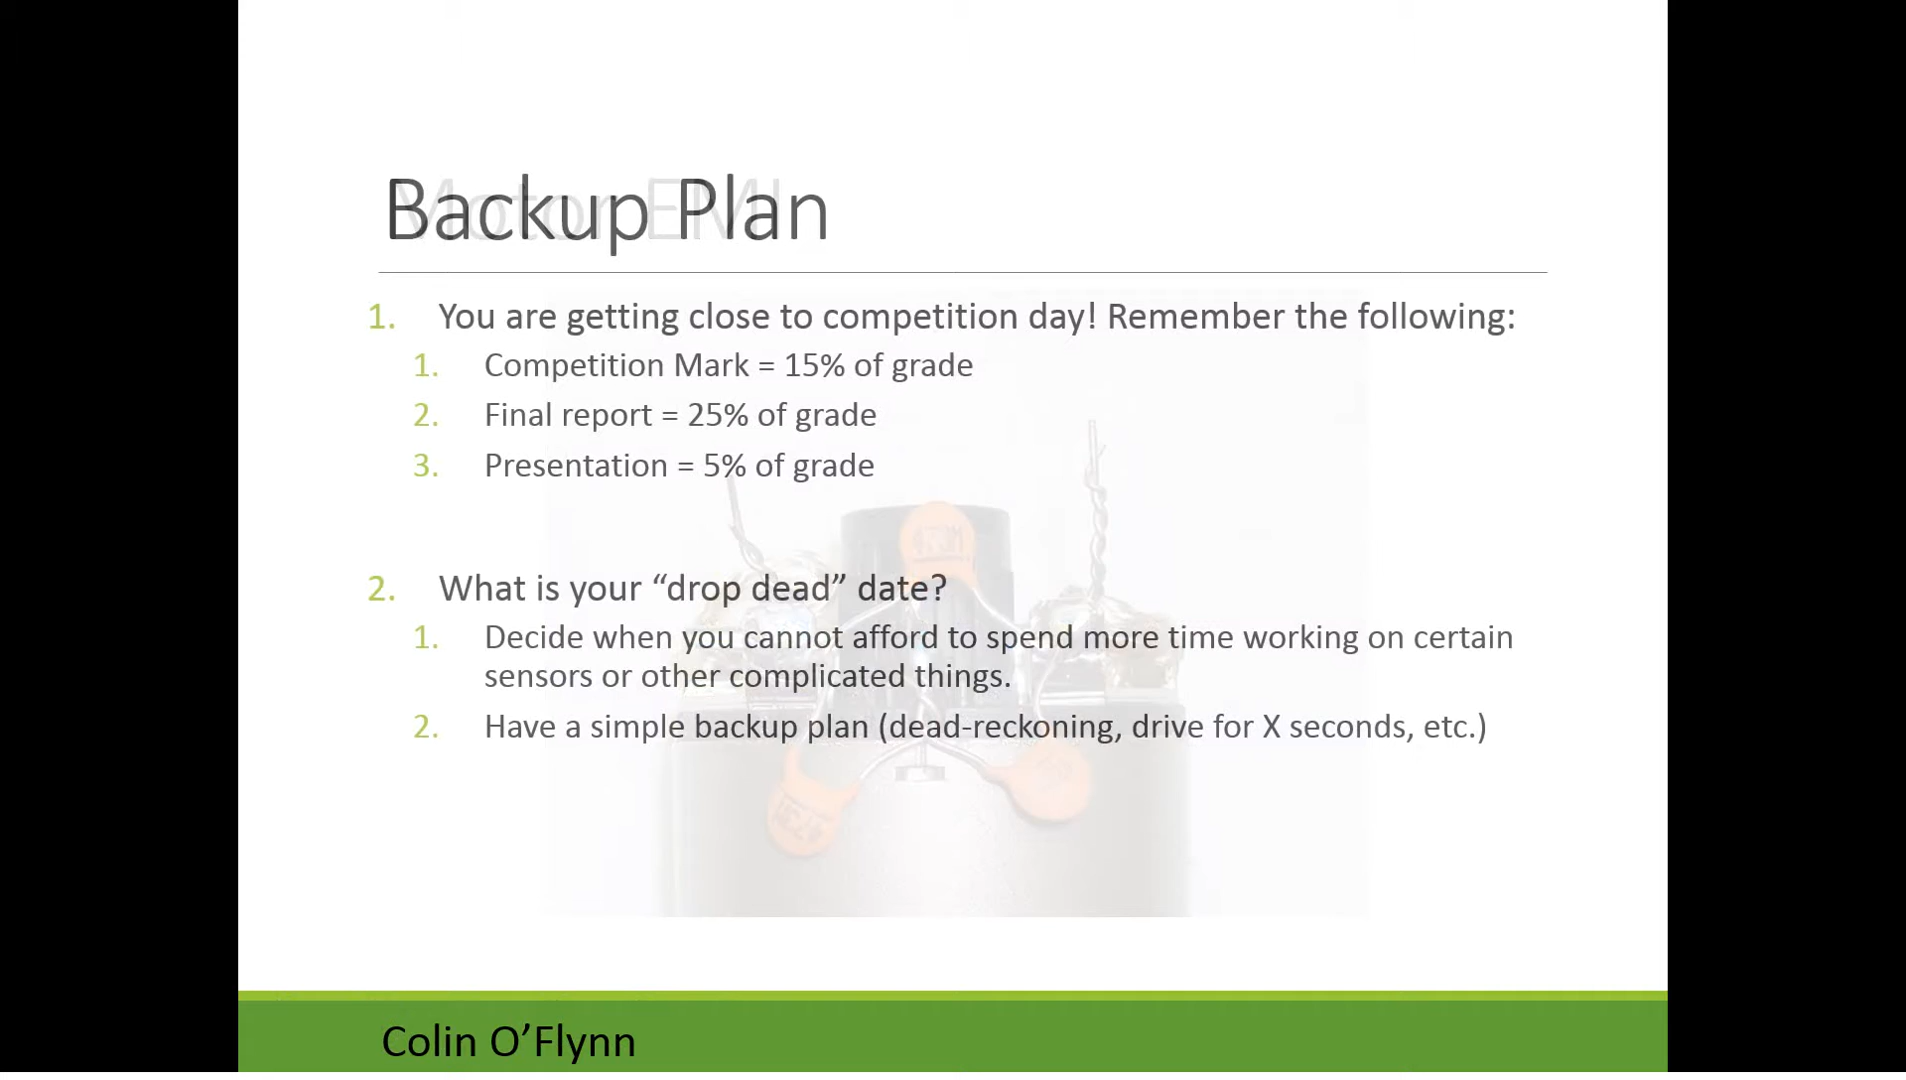 Backup Plan
Motor EMI
1. You are getting close to competition day! Remember the following:
1. Competition Mark = 15% of grade
2. Final report = 25% of grade
3. Presentation = 5% of grade
2. What is your “drop dead” date?
1. Decide when you cannot afford to spend more time working on certain
sensors or other complicated things.
2. Have a simple backup plan (dead-reckoning, drive for X seconds, etc.)
Colin O’Flynn